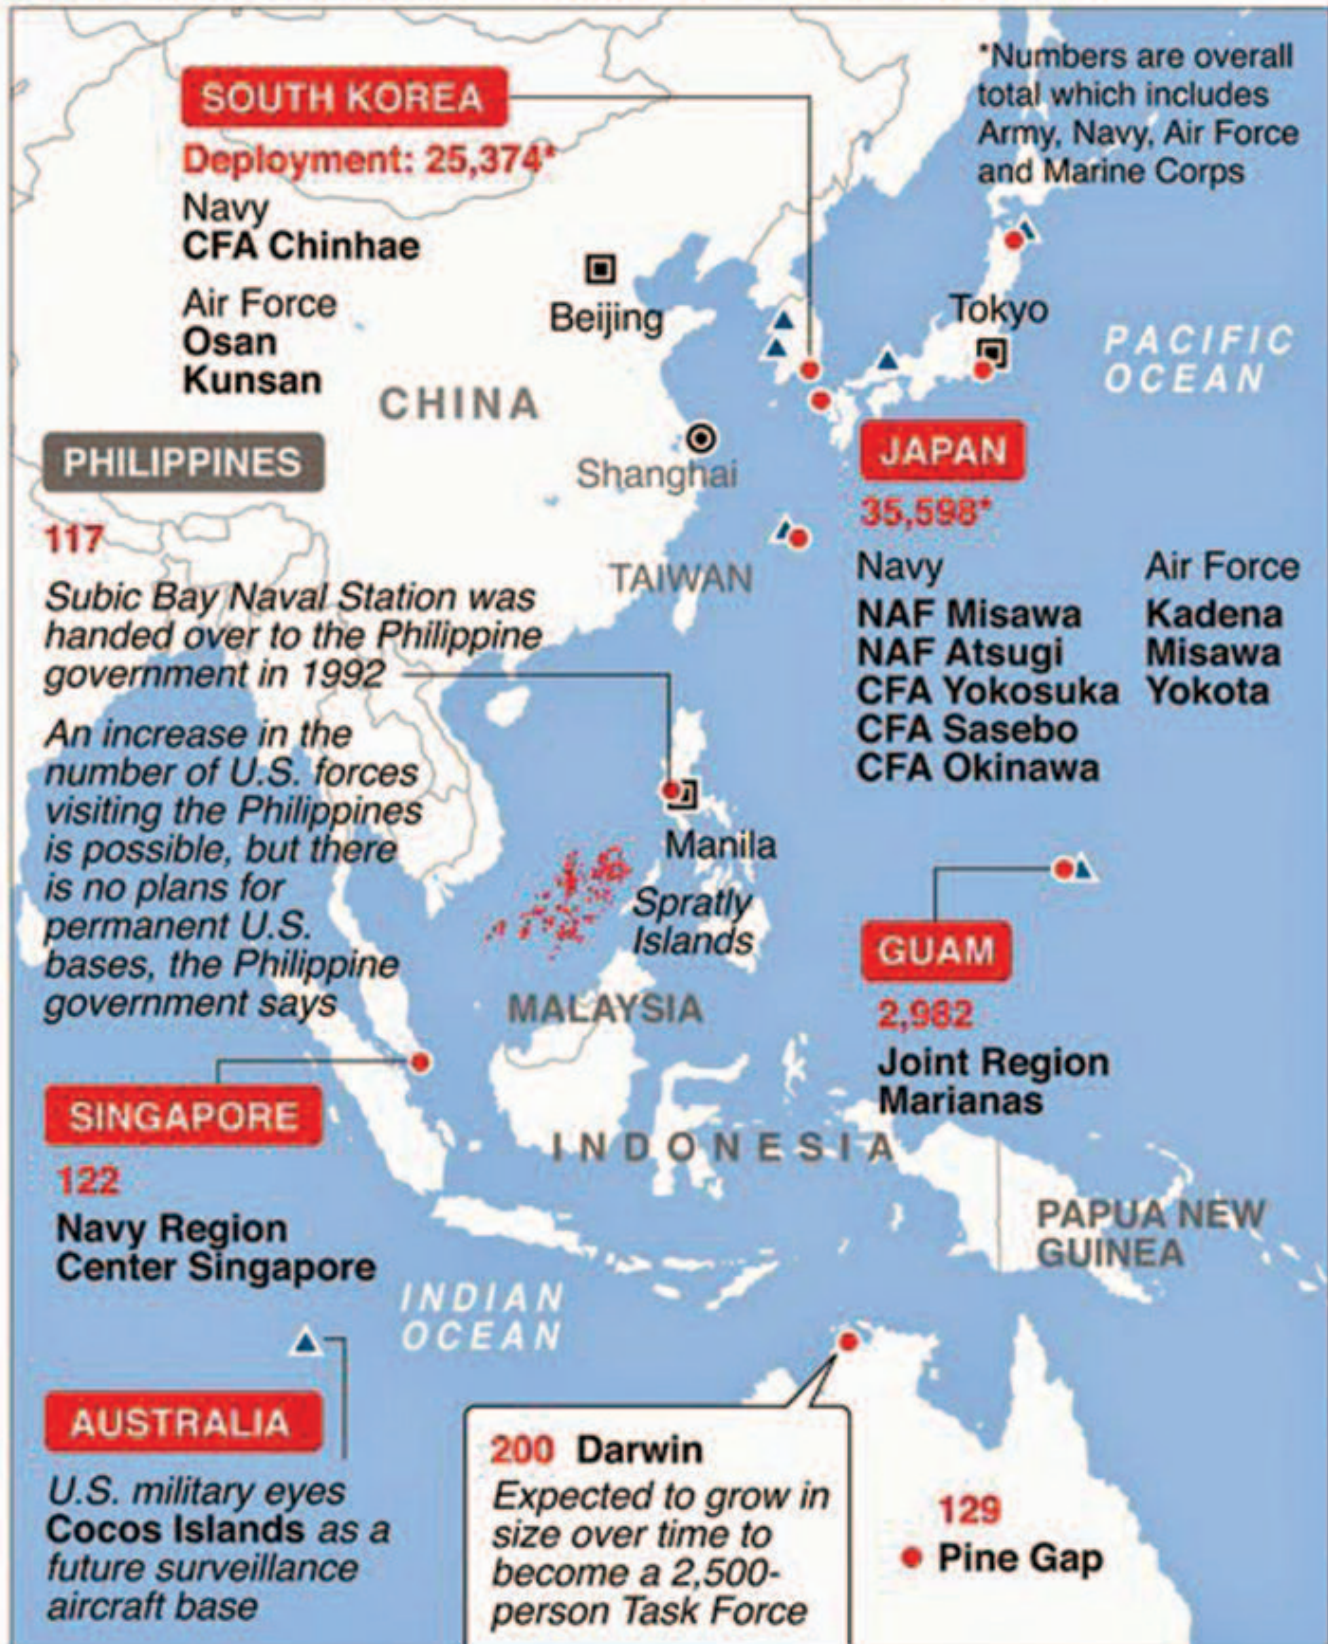 *Numbers are overall
total which includes
Army, Navy, Air Force
and Marine Corps
SOUTH KOREA
Deployment: 25,374*
Navy
CFA Chinhae
Air Force
Osan
Kunsan
Beijing
Tokyo
PACIFIC
OCEAN
CHINA
Shanghai
TAIWAN
PHILIPPINES
117
Subic Bay Naval Station was
handed over to the Philippine
government in 1992
An increase in the
number of U.S. forces
visiting the Philippines
is possible, but there
is no plans for
permanent U.S.
bases, the Philippine
government says
JAPAN
35,598*
Navy
NAF Misawa
NAF Atsugi
CFA Yokosuka
CFA Sasebo
CFA Okinawa
Air Force
Kadena
Misawa
Yokota
Manila
Spratly
Islands
MALAYSIA
GUAM
2,982
Joint Region
Marianas
SINGAPORE
122
Navy Region
Center Singapore
INDONESIA
PAPUA NEW
GUINEA
INDIAN
OCEAN
AUSTRALIA
U.S. military eyes
Cocos Islands as a
future surveillance
aircraft base
200 Darwin
Expected to grow in
size over time to
become a 2,500-
person Task Force
129
Pine Gap